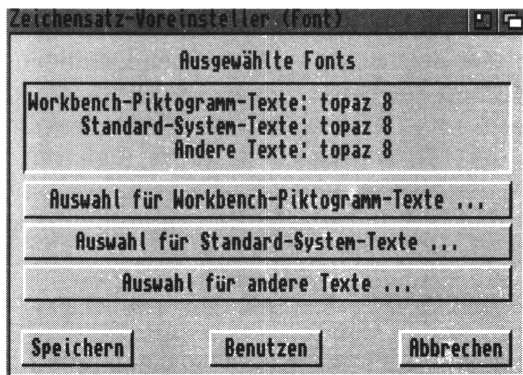 Zeichensatz-Voreinsteller (Font)
Ausgewählte Fonts
Workbench-Piktogramm-Texte: topaz 8
Standard-System-Texte: topaz 8
Andere Texte: topaz 8
Auswahl für Workbench-Piktogramm-Texte ...
Auswahl für Standard-System-Texte ...
Auswahl für andere Texte ...
Speichern
Benutzen
Abbrechen